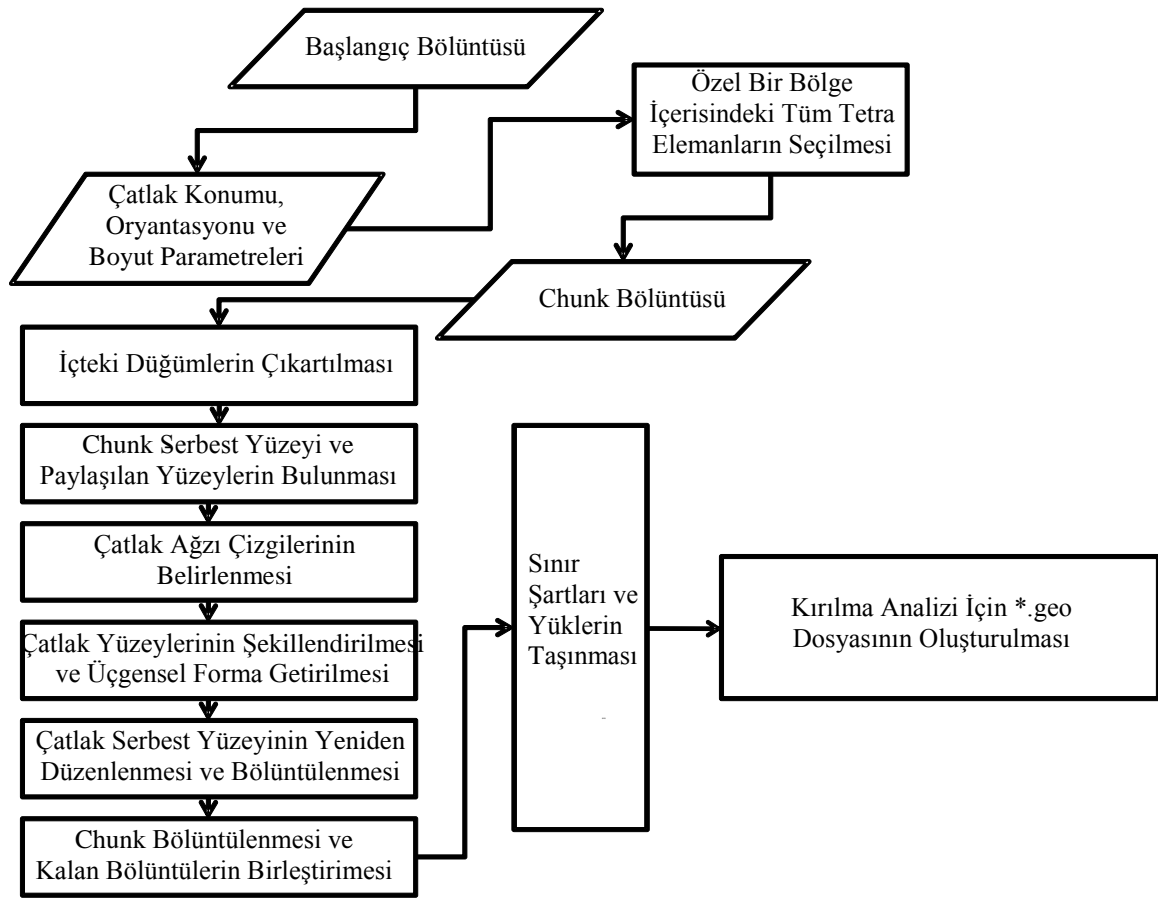 Başlangıç Bölüntüsü
Özel Bir Bölge
İçerisindeki Tüm Tetra
Elemanların Seçilmesi
Çatlak Konumu,
Oryantasyonu ve
Boyut Parametreleri
Chunk Bölüntüsü
İçteki Düğümlerin Çıkartılması
Chunk Serbest Yüzeyi ve
Paylaşılan Yüzeylerin Bulunması
Çatlak Ağzı Çizgilerinin
Belirlenmesi
Çatlak Yüzeylerinin Şekillendirilmesi
ve Üçgensel Forma Getirilmesi
Çatlak Serbest Yüzeyinin Yeniden
Düzenlenmesi ve Bölüntülenmesi
Chunk Bölüntülenmesi ve
Kalan Bölüntülerin Birleştirimesi
Sınır
Şartları ve
Yüklerin
Taşınması
Kırılma Analizi İçin *.geo
Dosyasının Oluşturulması